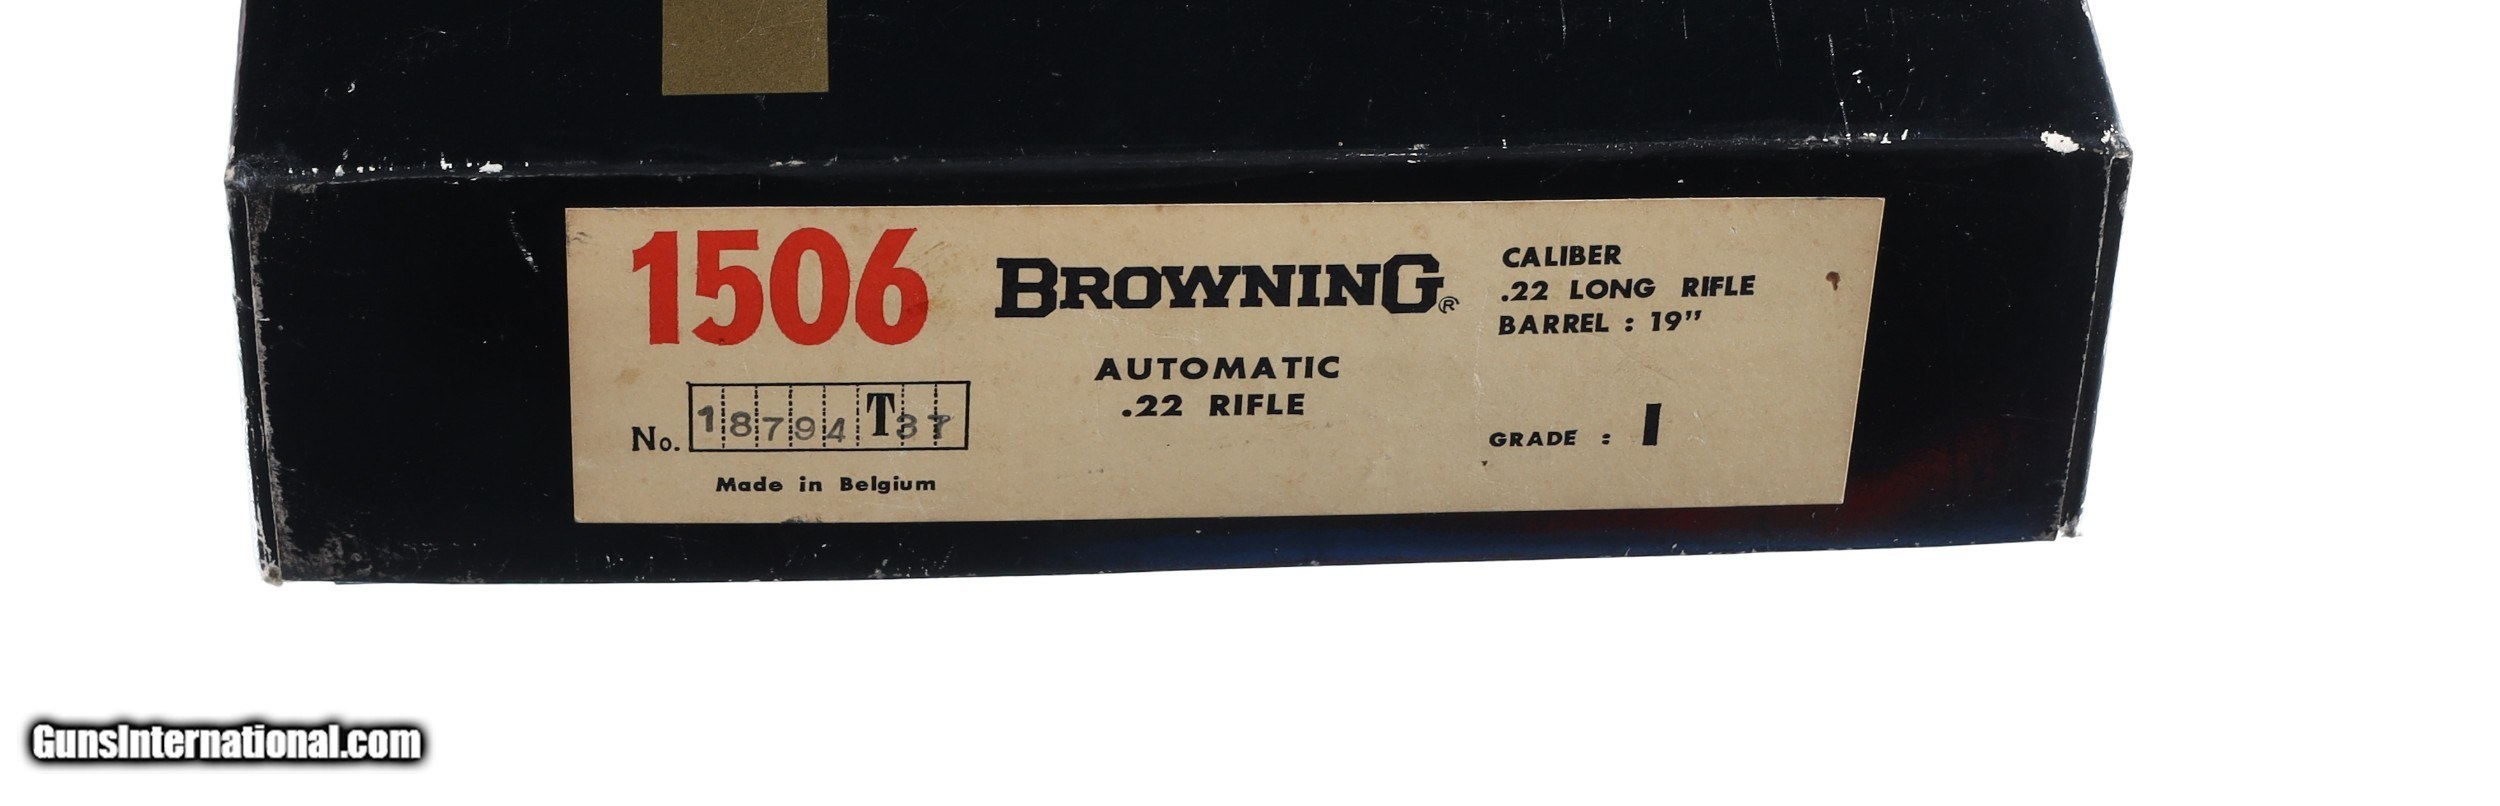 1506
BROWNING®
AUTOMATIC
.22 RIFLE
CALIBER
.22 LONG RIFLE
BARREL : 19”
GRADE : I
No. 18794T37
Made in Belgium
GunsInternational.com